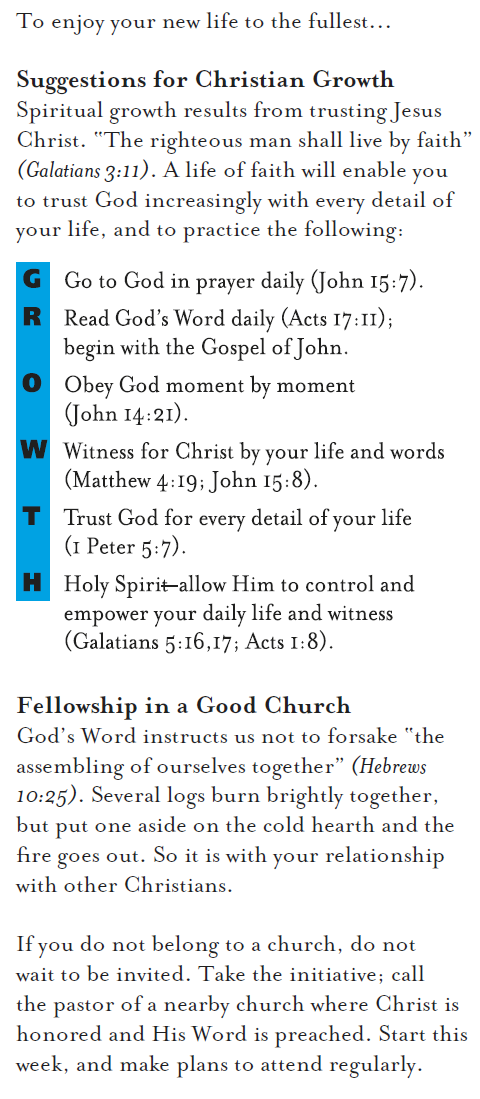 To enjoy your new life to the fullest...
Suggestions for Christian Growth
Spiritual growth results from trusting Jesus
Christ. "The righteous man shall live by faith"
(Galatians 3:11). A life of faith will enable you
to trust God increasingly with every detail of
your life, and to practice the following:
G Go to God in prayer daily (John 15:7).
R Read God's Word daily (Acts 17:11);
begin with the Gospel of John.
O Obey God moment by moment
(John 14:21).
W Witness for Christ by your life and words
(Matthew 4:19; John 15:8).
T Trust God for every detail of your life
(1 Peter 5:7).
H Holy Spirit—allow Him to control and
empower your daily life and witness
(Galatians 5:16,17; Acts 1:8).
Fellowship in a Good Church
God's Word instructs us not to forsake "the
assembling of ourselves together" (Hebrews
10:25). Several logs burn brightly together,
but put one aside on the cold hearth and the
fire goes out. So it is with your relationship
with other Christians.
If you do not belong to a church, do not
wait to be invited. Take the initiative; call
the pastor of a nearby church where Christ is
honored and His Word is preached. Start this
week, and make plans to attend regularly.